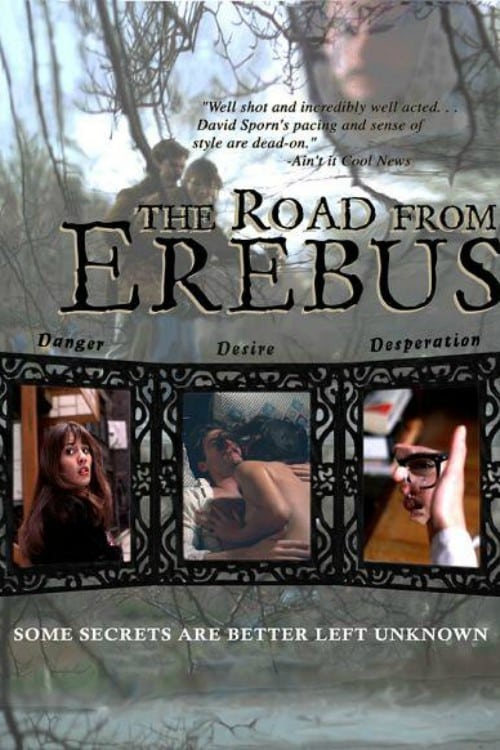 "Well shot and incredibly well acted. . .
David Sporn's pacing and sense of
style are dead-on."
-Ain't it Cool News
THE ROAD FROM
EREBUS
Danger
Desire
Desperation
SOME SECRETS ARE BETTER LEFT UNKNOWN